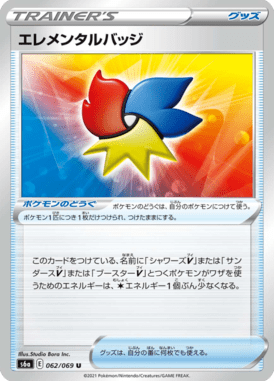 TRAINER'S グッズ
エレメンタルバッジ
ポケモンのどうぐ
ポケモンのどうぐは、自分のポケモンにつけて使う。
ポケモン1匹につき1枚だけつけられ、つけたままにする。
このカードをつけている、名前に「シャワーズV」または「サン
ダースV」または「ブースターV」とつくポケモンがワザを使
うためのエネルギーは、1個ぶん少なくなる。
Illus.Studio Bora Inc.
s6a E 062/069 U
グッズは、自分の番に何枚でも使える。
©2021 Pokémon/Nintendo/Creatures/GAME FREAK.